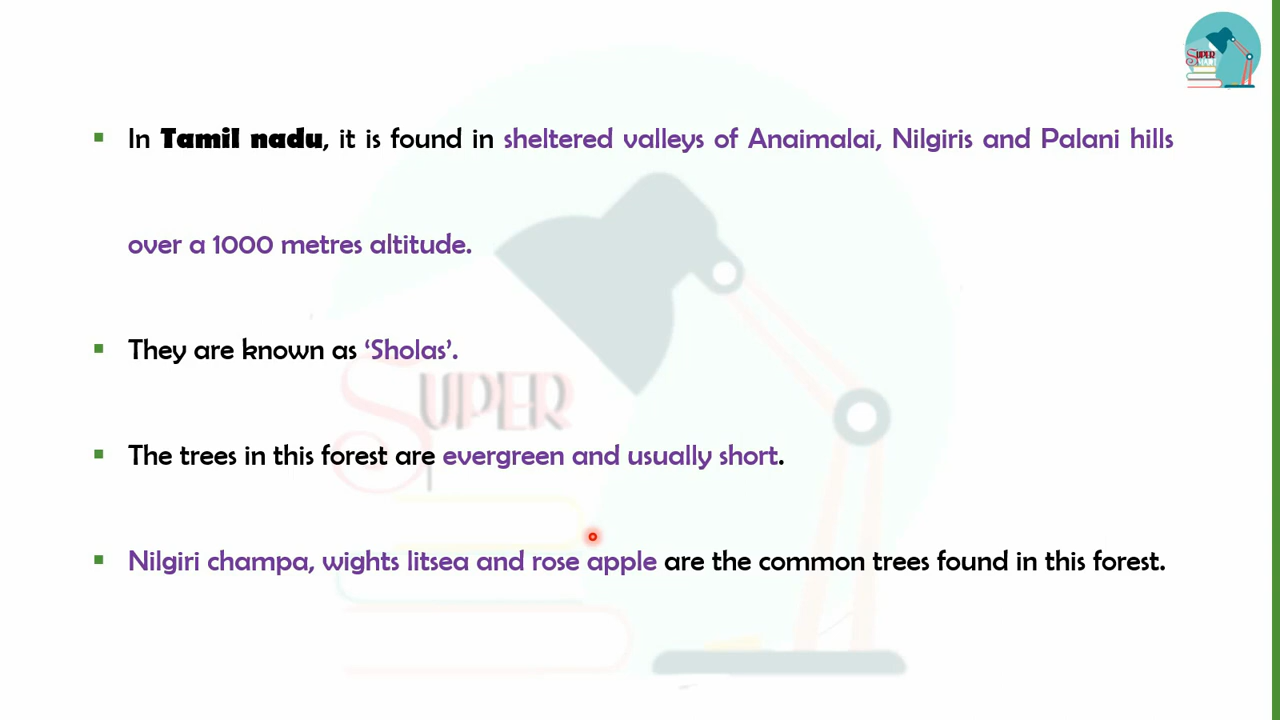 In Tamil nadu, it is found in sheltered valleys of Anaimalai, Nilgiris and Palani hills
over a 1000 metres altitude.
They are known as ‘Sholas’.
The trees in this forest are evergreen and usually short.
Nilgiri champa, wights litsea and rose apple are the common trees found in this forest.
SUPER
SUPER